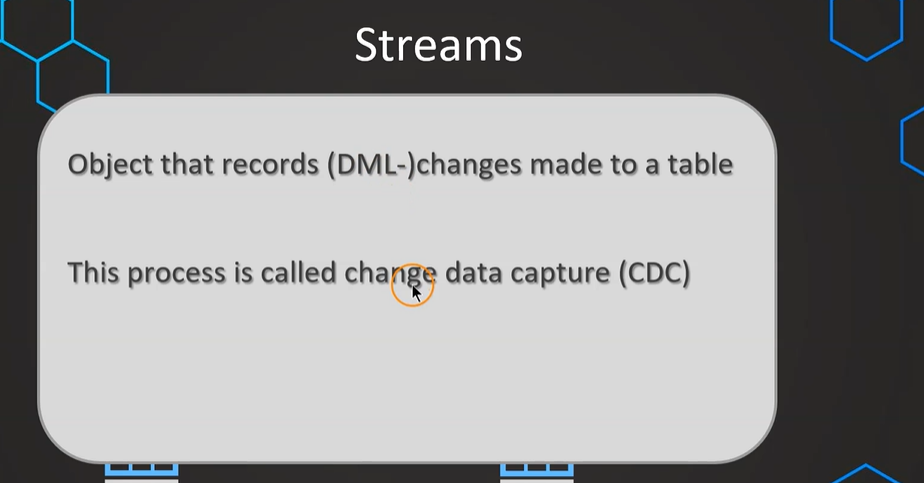 Streams
Object that records (DML-)changes made to a table
This process is called change data capture (CDC)